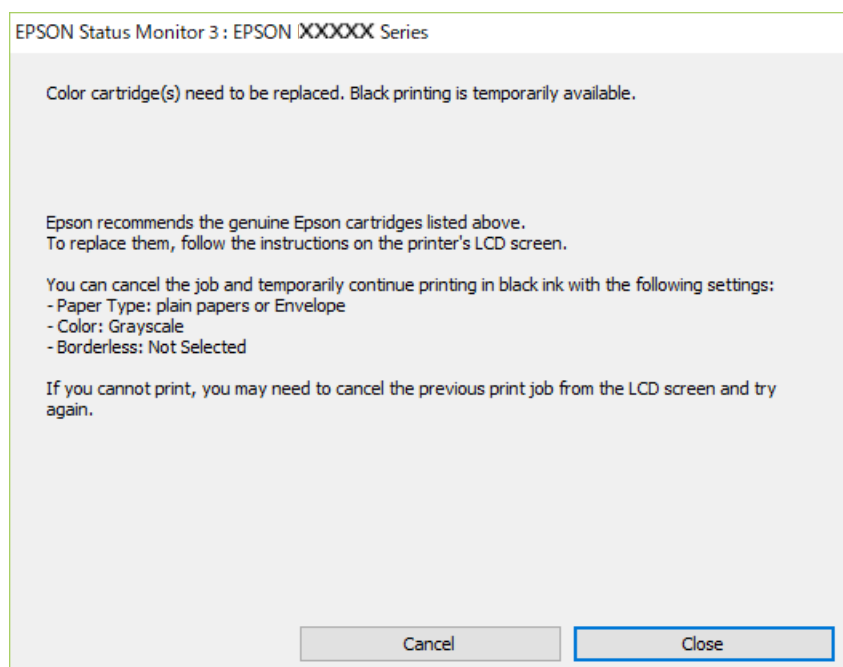 EPSON Status Monitor 3 : EPSON XXXXX Series
Color cartridge(s) need to be replaced. Black printing is temporarily available.
Epson recommends the genuine Epson cartridges listed above.
To replace them, follow the instructions on the printer's LCD screen.
You can cancel the job and temporarily continue printing in black ink with the following settings:
- Paper Type: plain papers or Envelope
- Color: Grayscale
- Borderless: Not Selected
If you cannot print, you may need to cancel the previous print job from the LCD screen and try
again.
Cancel
Close